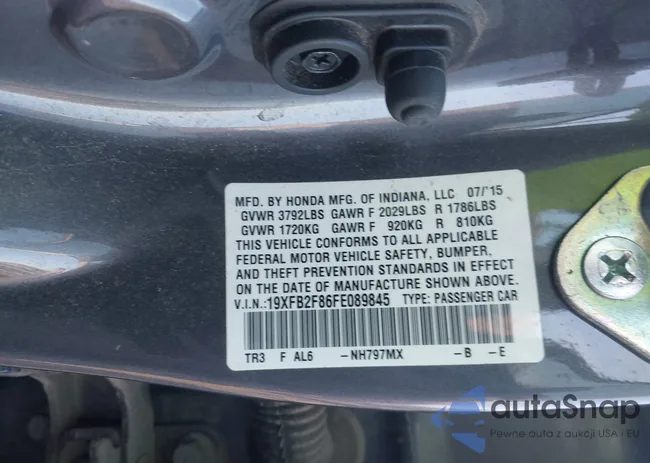 MFD. BY HONDA MFG. OF INDIANA, LLC 07/'15
GVWR 3792LBS GAWR F 2029LBS R 1786LBS
GVWR 1720KG GAWR F 920KG R 810KG
THIS VEHICLE CONFORMS TO ALL APPLICABLE
FEDERAL MOTOR VEHICLE SAFETY, BUMPER,
AND THEFT PREVENTION STANDARDS IN EFFECT
ON THE DATE OF MANUFACTURE SHOWN ABOVE.
V.I.N.:19XFB2F86FE089845 TYPE: PASSENGER CAR
TR3 F AL6 -NH797MX -B -E
autaSnap
Pewne auta z aukcji USA i EU